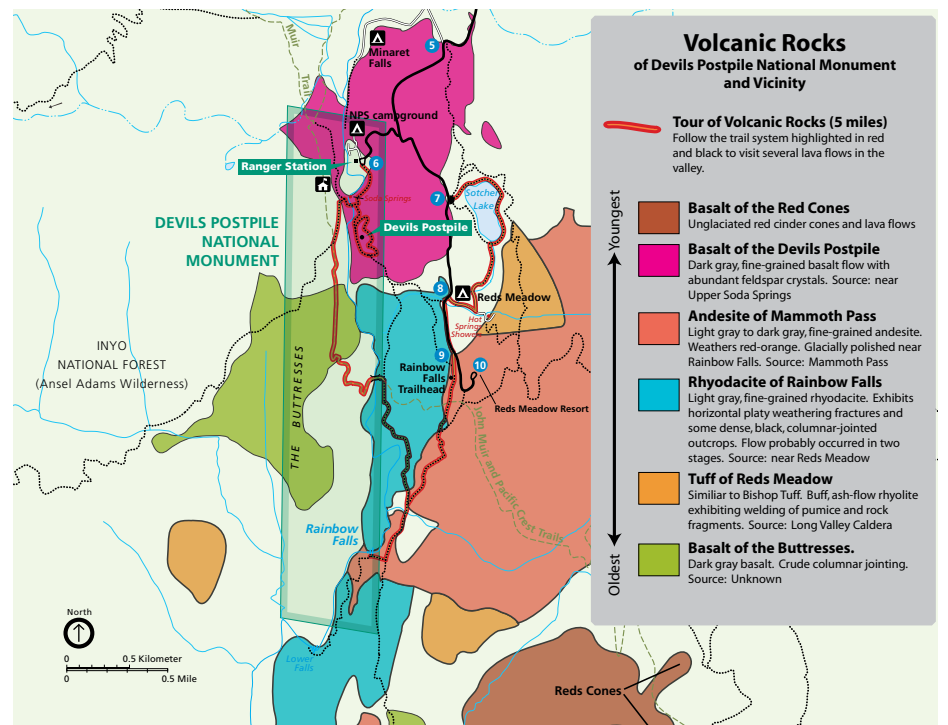 Volcanic Rocks
of Devils Postpile National Monument
and Vicinity
Tour of Volcanic Rocks (5 miles)
Follow the trail system highlighted in red
and black to visit several lava flows in the
valley.
Youngest
Oldest
Basalt of the Red Cones
Unglaciated red cinder cones and lava flows
Basalt of the Devils Postpile
Dark gray, fine-grained basalt flow with
abundant feldspar crystals. Source: near
Upper Soda Springs
Andesite of Mammoth Pass
Light gray to dark gray, fine-grained andesite.
Weathers red-orange. Glacially polished near
Rainbow Falls. Source: Mammoth Pass
Rhyodacite of Rainbow Falls
Light gray, fine-grained rhyodacite. Exhibits
horizontal platy weathering fractures and
some dense, black, columnar-jointed
outcrops. Flow probably occurred in two
stages. Source: near Reds Meadow
Tuff of Reds Meadow
Similiar to Bishop Tuff. Buff, ash-flow rhyolite
exhibiting welding of pumice and rock
fragments. Source: Long Valley Caldera
Basalt of the Buttresses.
Dark gray basalt. Crude columnar jointing.
Source: Unknown
Muir
Trail
5
Minaret
Falls
NPS campground
Ranger Station
6
Soda Springs
7
Sotcher
Lake
DEVILS POSTPILE
NATIONAL
MONUMENT
Devils Postpile
8
Reds Meadow
Hot
Spring
Showers
INYO
NATIONAL FOREST
(Ansel Adams Wilderness)
THE BUTTRESSES
9
Rainbow
Falls
Trailhead
10
Reds Meadow Resort
John Muir and Pacific Crest Trails
Rainbow
Falls
North
0 0.5 Kilometer
0 0.5 Mile
Lower
Falls
Reds Cones